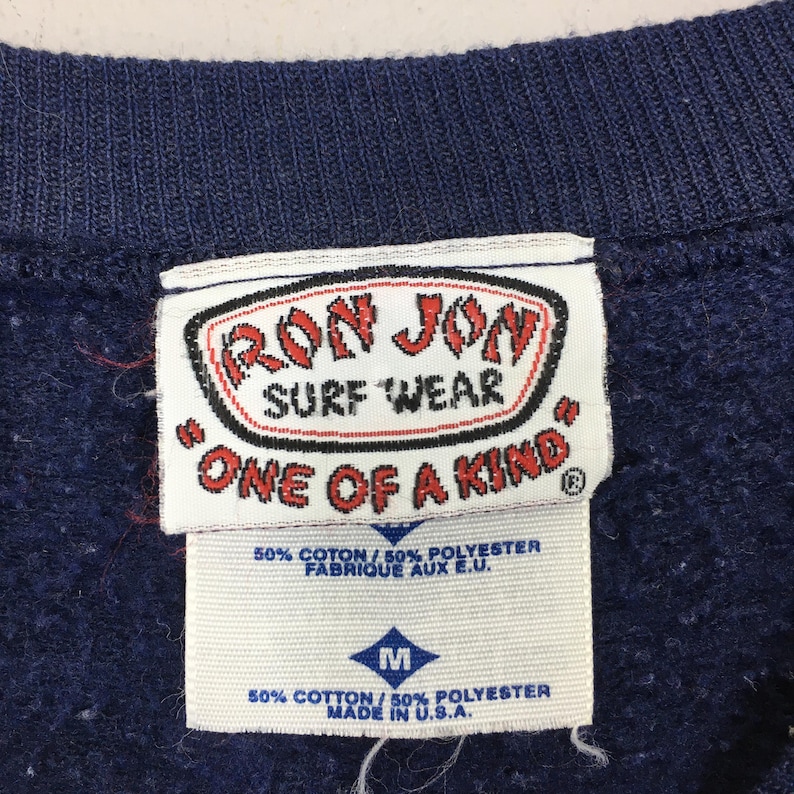 RON JON
SURF WEAR
"ONE OF A KIND"
®
50% COTON / 50% POLYESTER
FABRIQUE AUX E.U.
M
50% COTTON / 50% POLYESTER
MADE IN U.S.A.